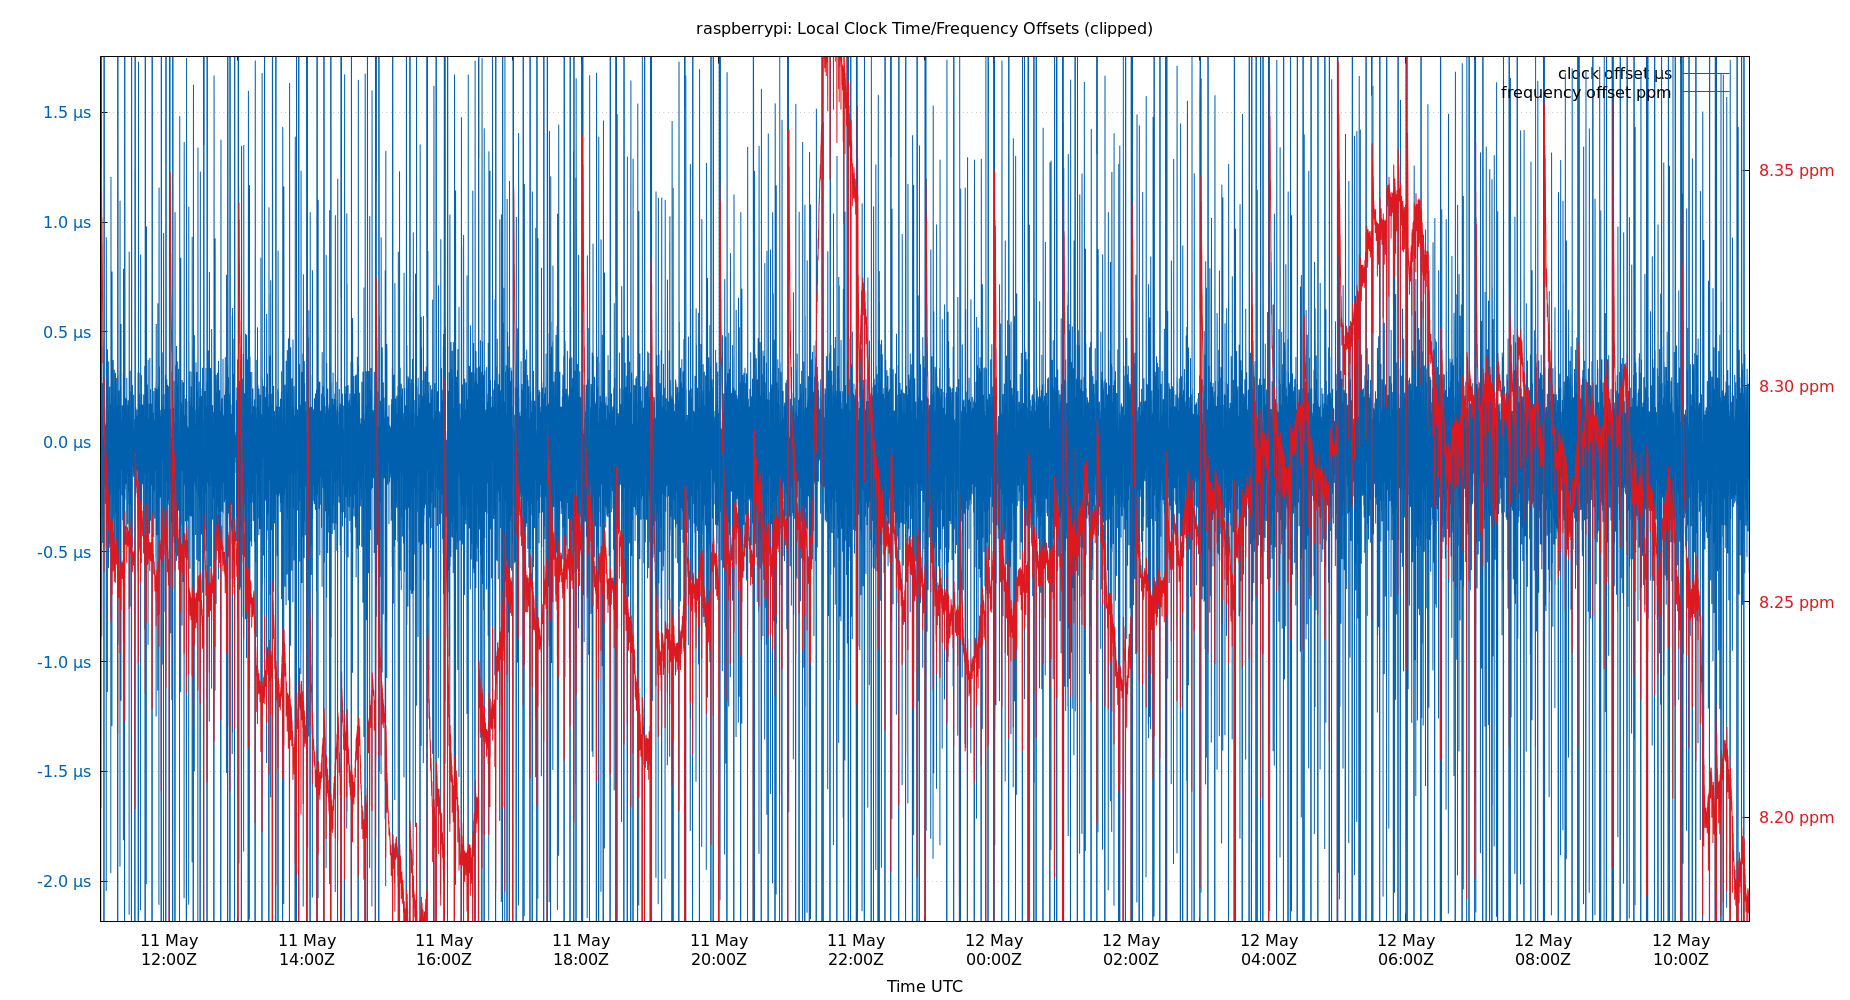 raspberrypi: Local Clock Time/Frequency Offsets (clipped)
clock offset µs
frequency offset ppm
1.5 µs
1.0 µs
0.5 µs
0.0 µs
-0.5 µs
-1.0 µs
-1.5 µs
-2.0 µs
8.35 ppm
8.30 ppm
8.25 ppm
8.20 ppm
11 May 11 May 11 May 11 May 11 May 11 May 12 May 12 May 12 May 12 May 12 May 12 May
12:00Z 14:00Z 16:00Z 18:00Z 20:00Z 22:00Z 00:00Z 02:00Z 04:00Z 06:00Z 08:00Z 10:00Z
Time UTC